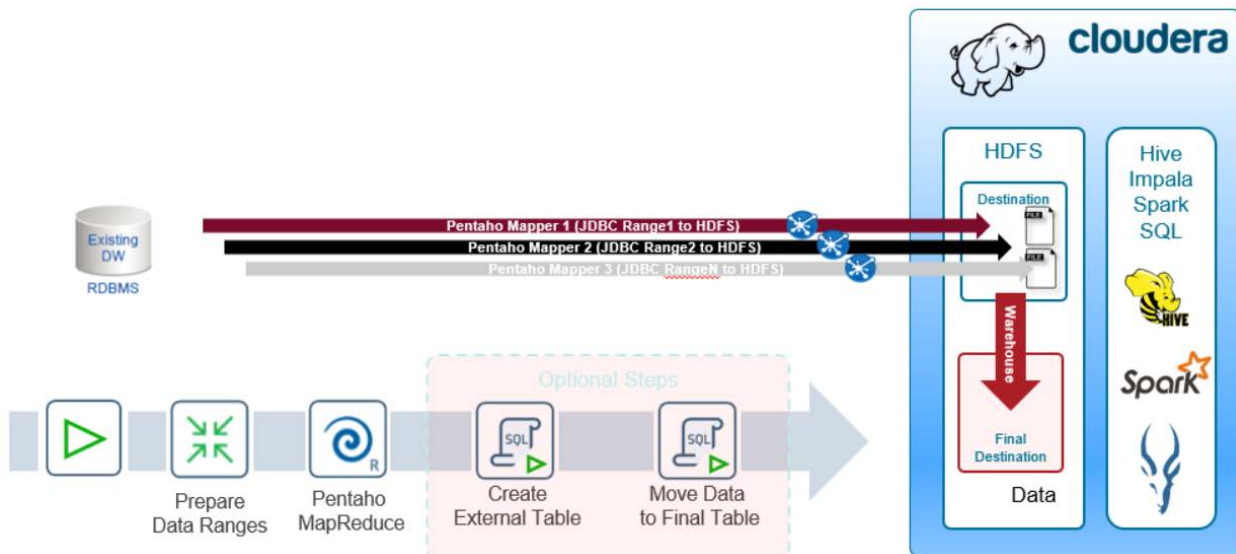 cloudera
HDFS
Hive
Impala
Spark
SQL
Destination
FILE
FILE
Existing
DW
RDBMS
Pentaho Mapper 1 (JDBC Range1 to HDFS)
Pentaho Mapper 2 (JDBC Range2 to HDFS)
Pentaho Mapper 3 (JDBC RangeN to HDFS)
Warehouse
HIVE
Spark
Final
Destination
Data
Optional Steps
R
SQL
SQL
Prepare
Data Ranges
Pentaho
MapReduce
Create
External Table
Move Data
to Final Table